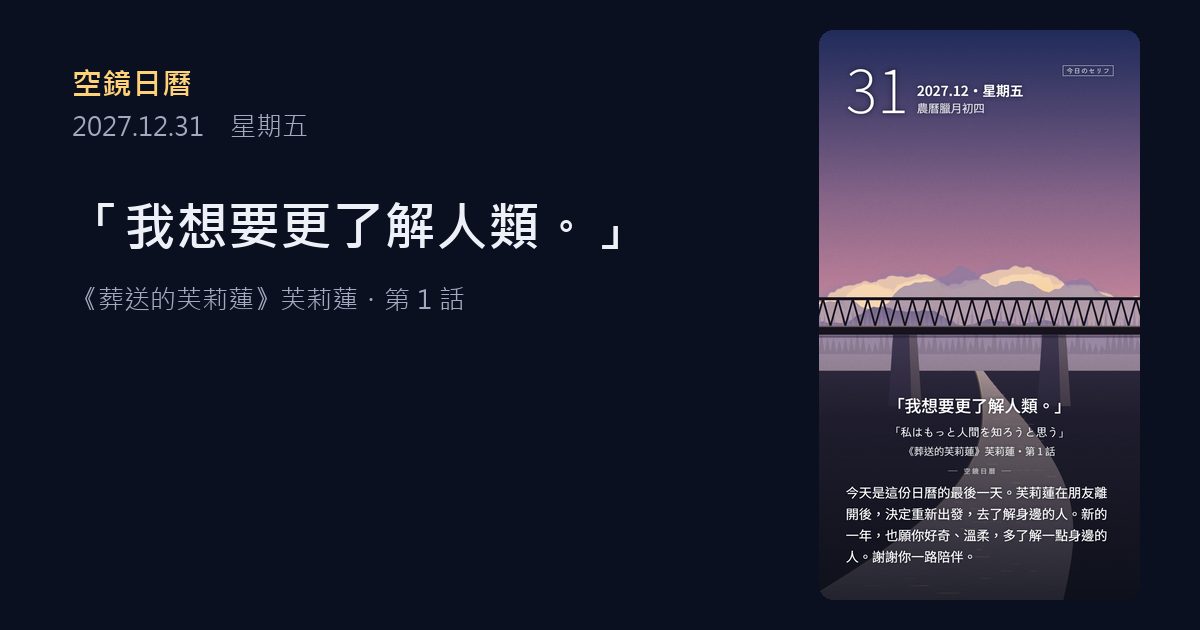 空鏡日曆
2027.12.31 星期五
「我想要更了解人類。」
《葬送的芙莉蓮》芙莉蓮・第 1 話
31
2027.12・星期五
農曆臘月初四
今日のセリフ
「我想要更了解人類。」
「私はもっと人間を知ろうと思う」
《葬送的芙莉蓮》芙莉蓮・第 1 話
— 空鏡日曆 —
今天是這份日曆的最後一天。芙莉蓮在朋友離
開後，決定重新出發，去了解身邊的人。新的
一年，也願你好奇、溫柔，多了解一點身邊的
人。謝謝你一路陪伴。